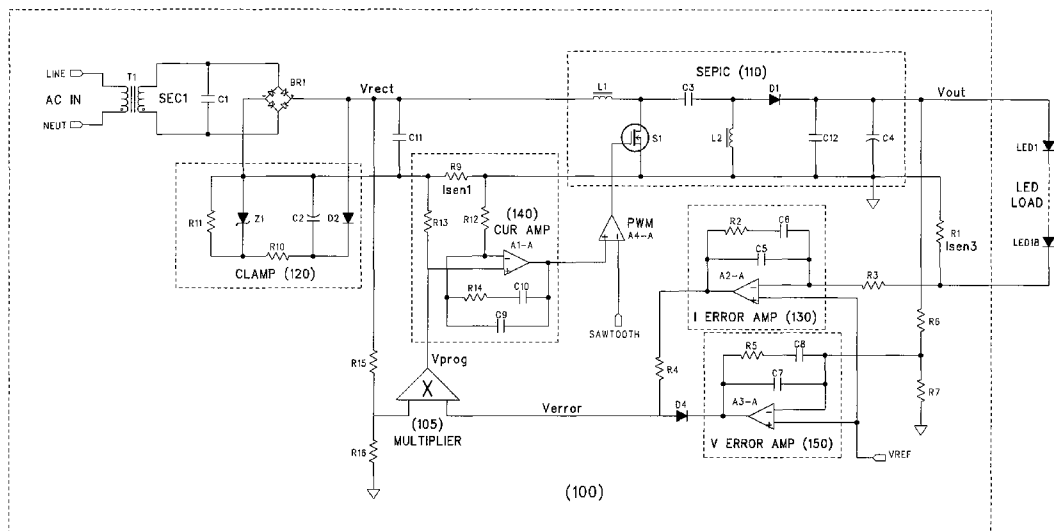 SEPIC (110)
LINE
T1
AC IN
SEC1
C1
BR1
NEUT
Vrect
L1
C3
D1
Vout
C11
S1
L2
C12
C4
LED1
LED
LOAD
LED18
R11
Z1
C2
D2
R10
CLAMP (120)
R9
Isen1
R13
R12
(140)
CUR AMP
A1-A
R14
C10
C9
PWM
A4-A
SAWTOOTH
R2
C6
C5
A2-A
I ERROR AMP (130)
R3
R1
Isen3
R6
R7
R5
C8
C7
A3-A
V ERROR AMP (150)
R4
D4
Verror
VREF
R15
R16
Vprog
X
(105)
MULTIPLIER
(100)